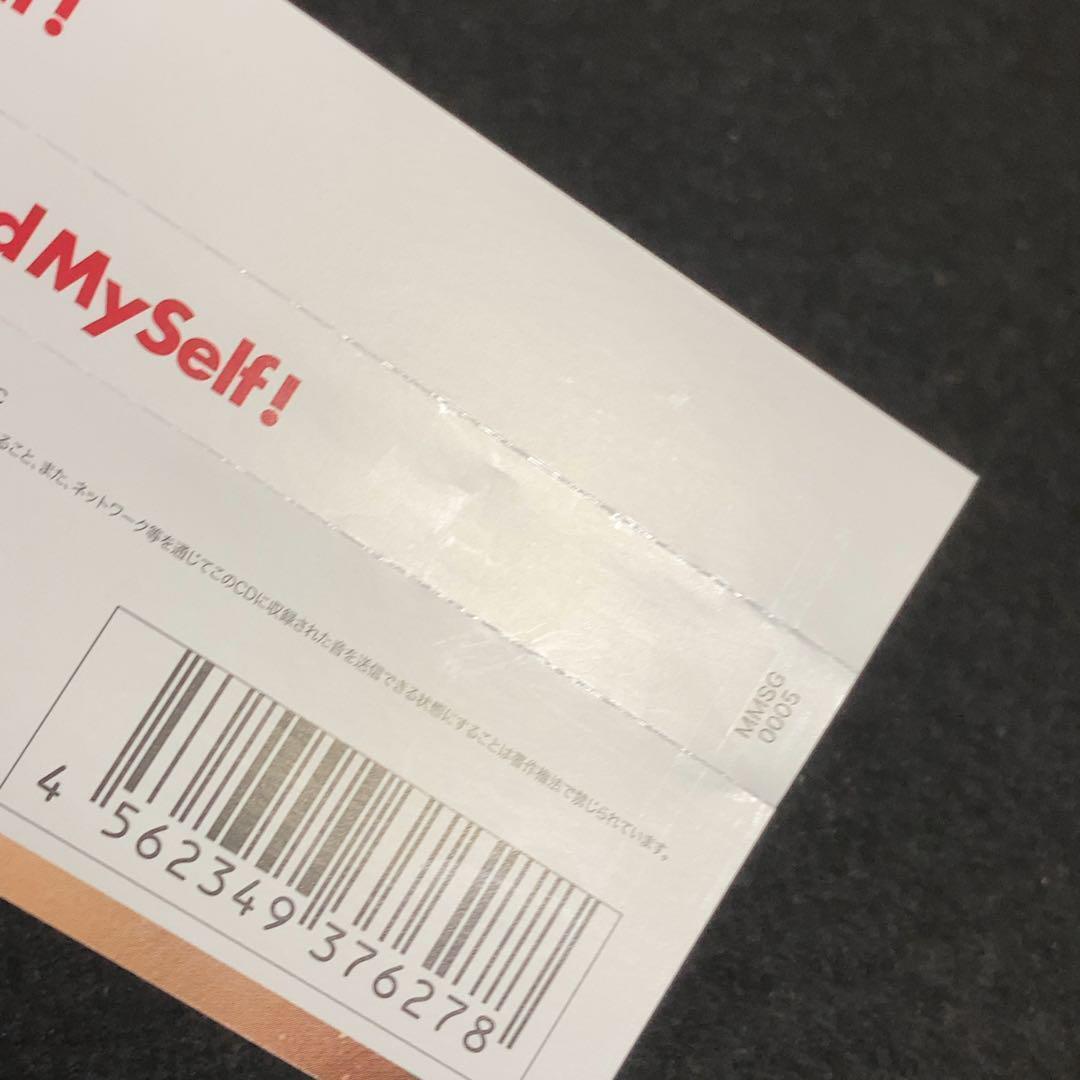 !
dMySelf!
c
ること、また、ネットワーク等を通じてこのCDに収録された音を送信できる状態にすることは著作権法で禁じられています。
MMSG
0005
4 562349 376278